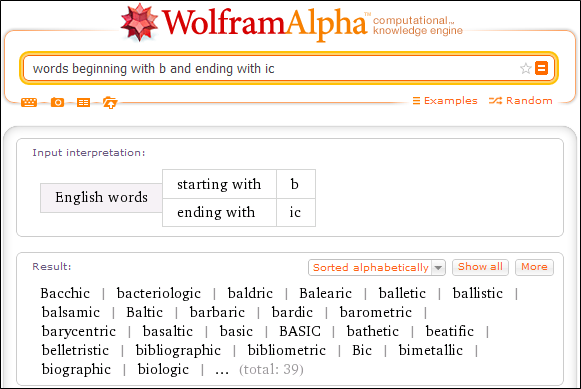 WolframAlpha™ computational... knowledge engine
words beginning with b and ending with ic
Examples Random
Input interpretation:
English words
starting with b
ending with ic
Result:
Sorted alphabetically Show all More
Bacchic | bacteriologic | baldric | Balearic | balletic | ballistic |
balsamic | Baltic | barbaric | bardic | barometric |
barycentric | basaltic | basic | BASIC | bathetic | beatific |
belletristic | bibliographic | bibliometric | Bic | bimetallic |
biographic | biologic | ... (total: 39)